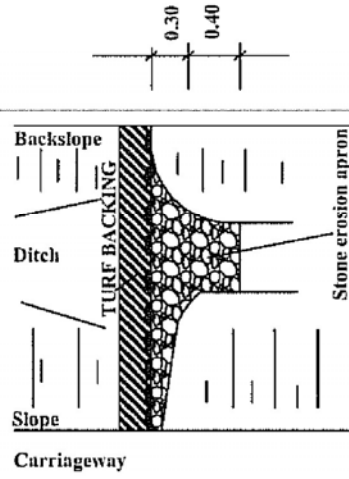 0.30
0.40
Backslope
TURF BACKING
Ditch
Stone erosion apron
Slope
Carriageway